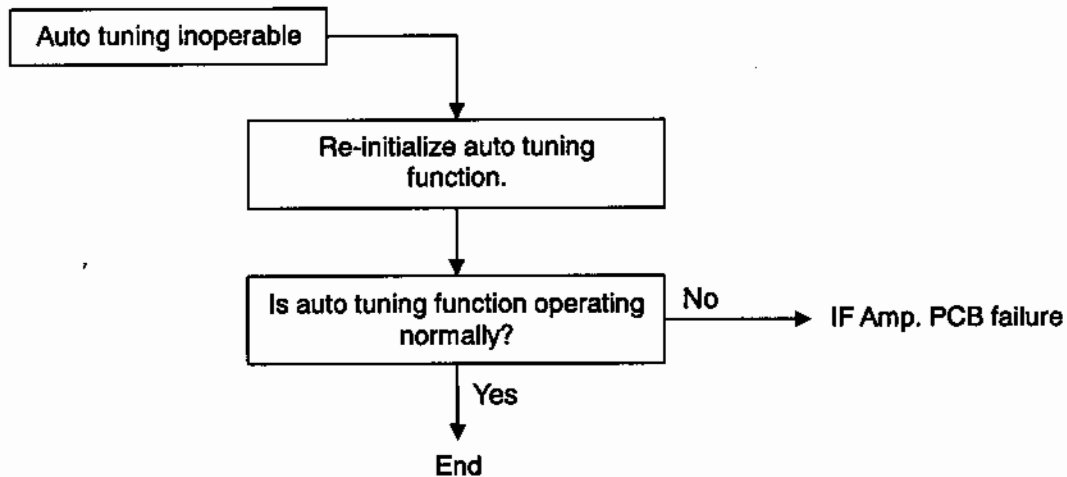 Auto tuning inoperable
Re-initialize auto tuning
function.
Is auto tuning function operating
normally?
No
IF Amp. PCB failure
Yes
End